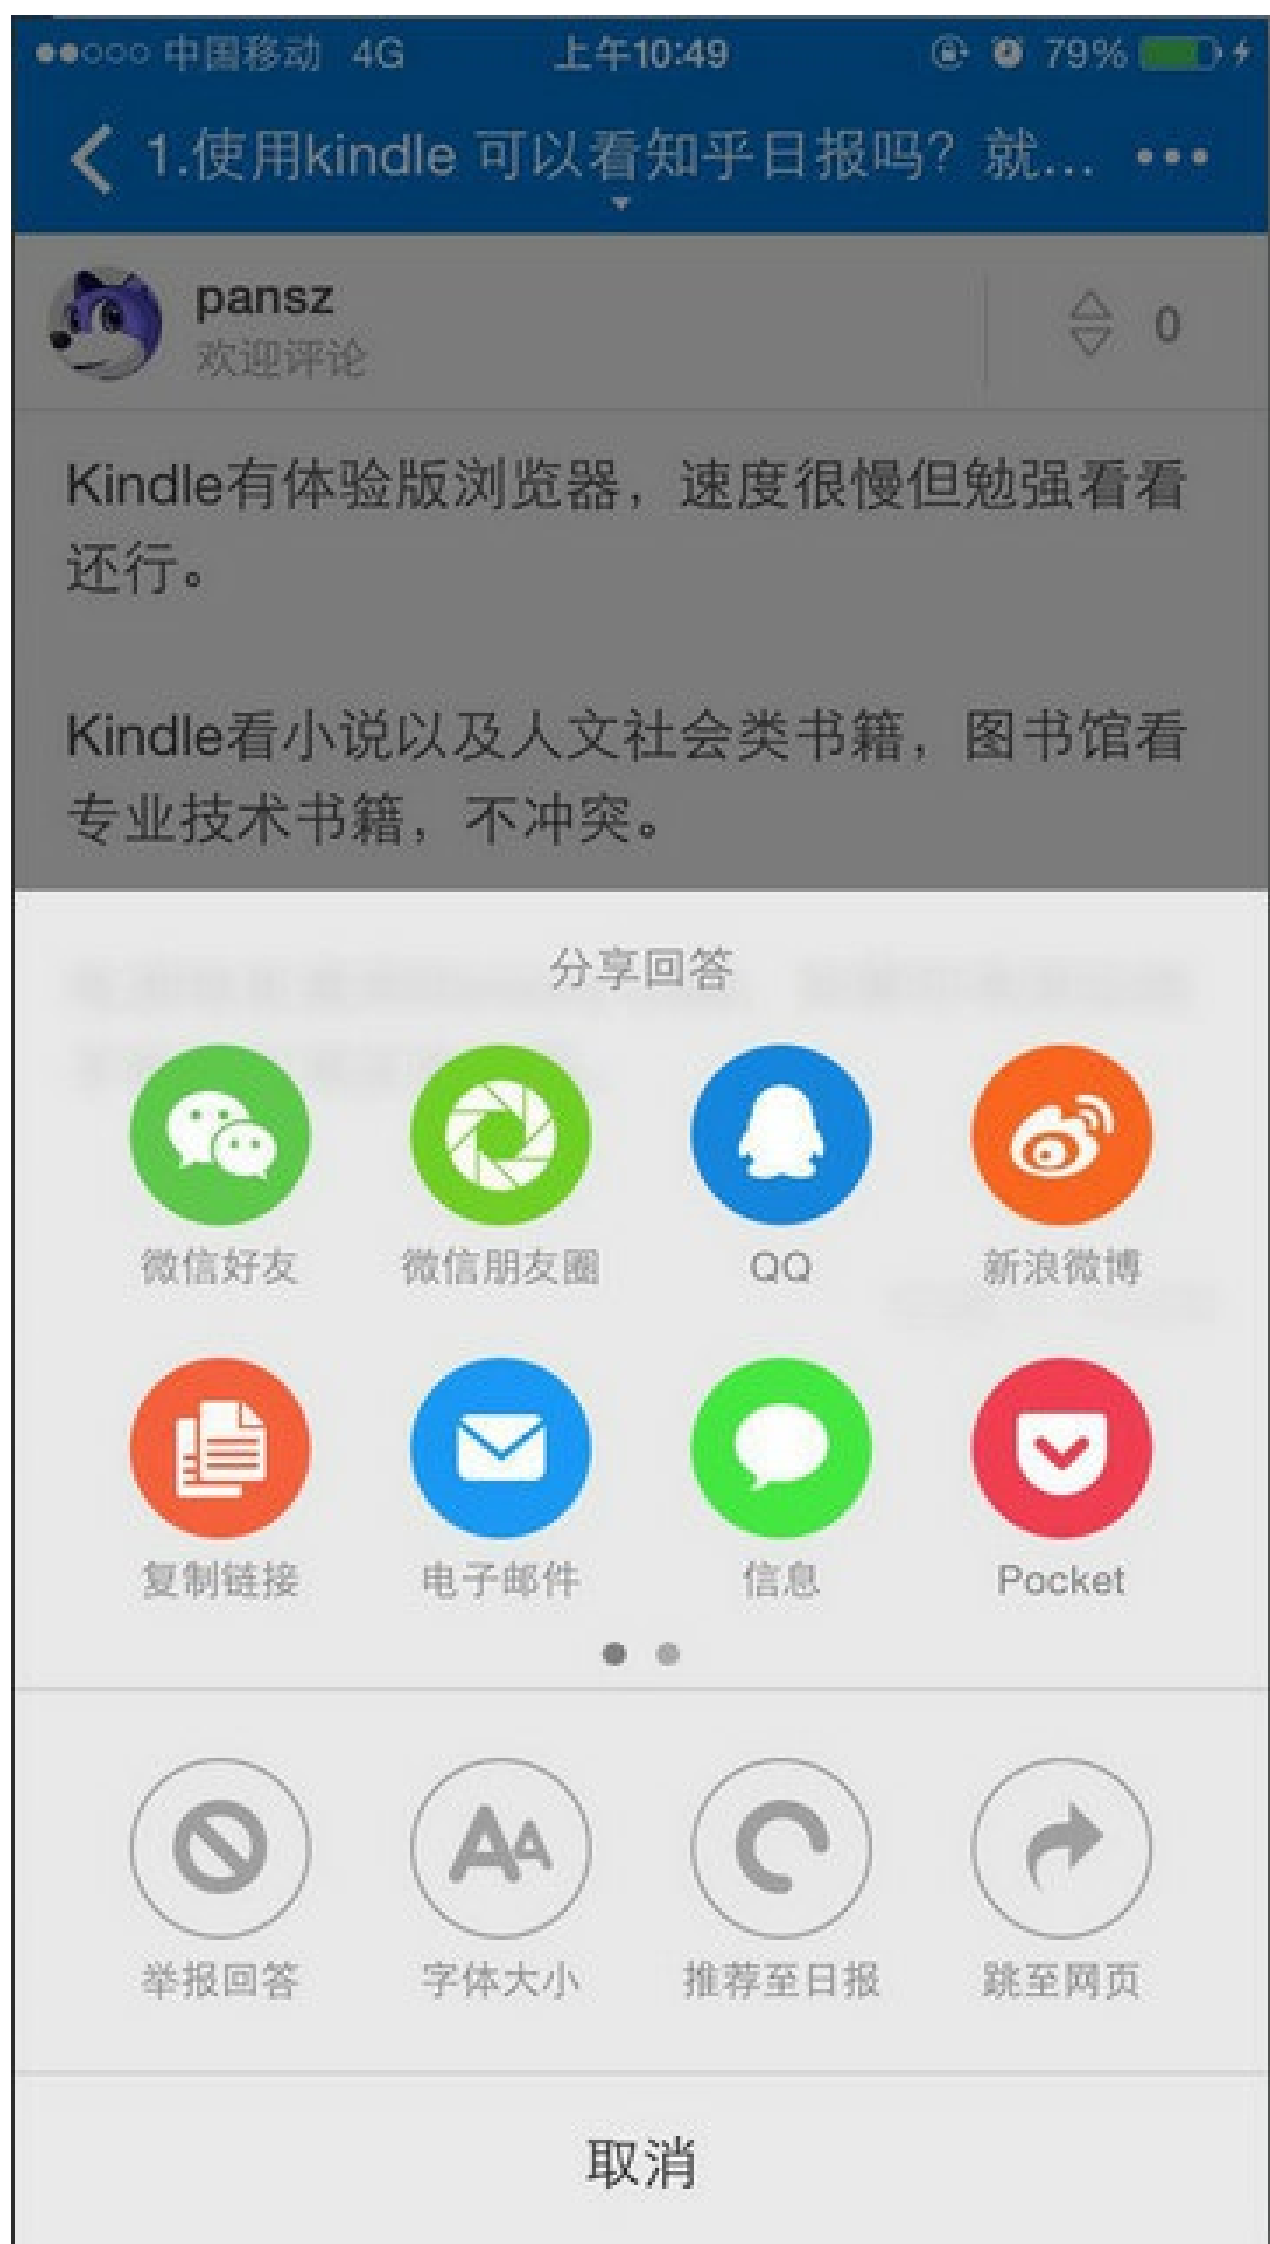 中国移动 4G 上午10:49 79%
1.使用kindle 可以看知乎日报吗？就...
pansz
欢迎评论
0
Kindle有体验版浏览器，速度很慢但勉强看看
还行。
Kindle看小说以及人文社会类书籍，图书馆看
专业技术书籍，不冲突。
分享回答
微信好友 微信朋友圈 QQ 新浪微博
复制链接 电子邮件 信息 Pocket
举报回答 字体大小 推荐至日报 跳至网页
取消